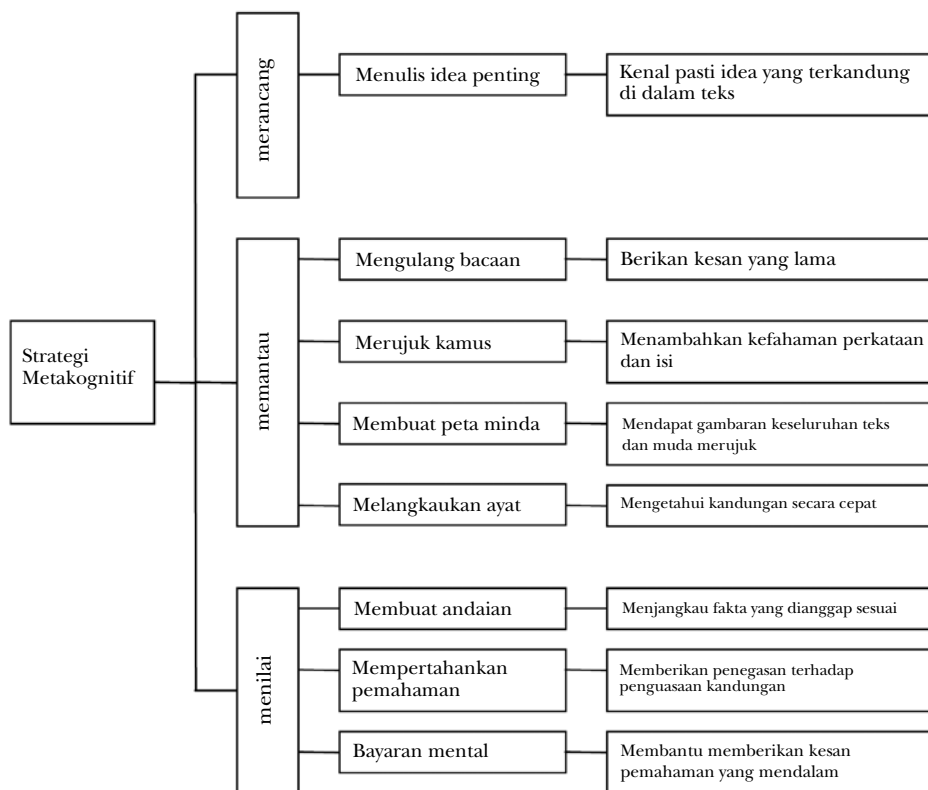 Strategi
Metakognitif
merancang
Menulis idea penting
Kenal pasti idea yang terkandung
di dalam teks
memantau
Mengulang bacaan
Berikan kesan yang lama
Merujuk kamus
Menambahkan kefahaman perkataan
dan isi
Membuat peta minda
Mendapat gambaran keseluruhan teks
dan muda merujuk
Melangkaukan ayat
Mengetahui kandungan secara cepat
menilai
Membuat andaian
Menjangkau fakta yang dianggap sesuai
Mempertahankan
pemahaman
Memberikan penegasan terhadap
penguasaan kandungan
Bayaran mental
Membantu memberikan kesan
pemahaman yang mendalam